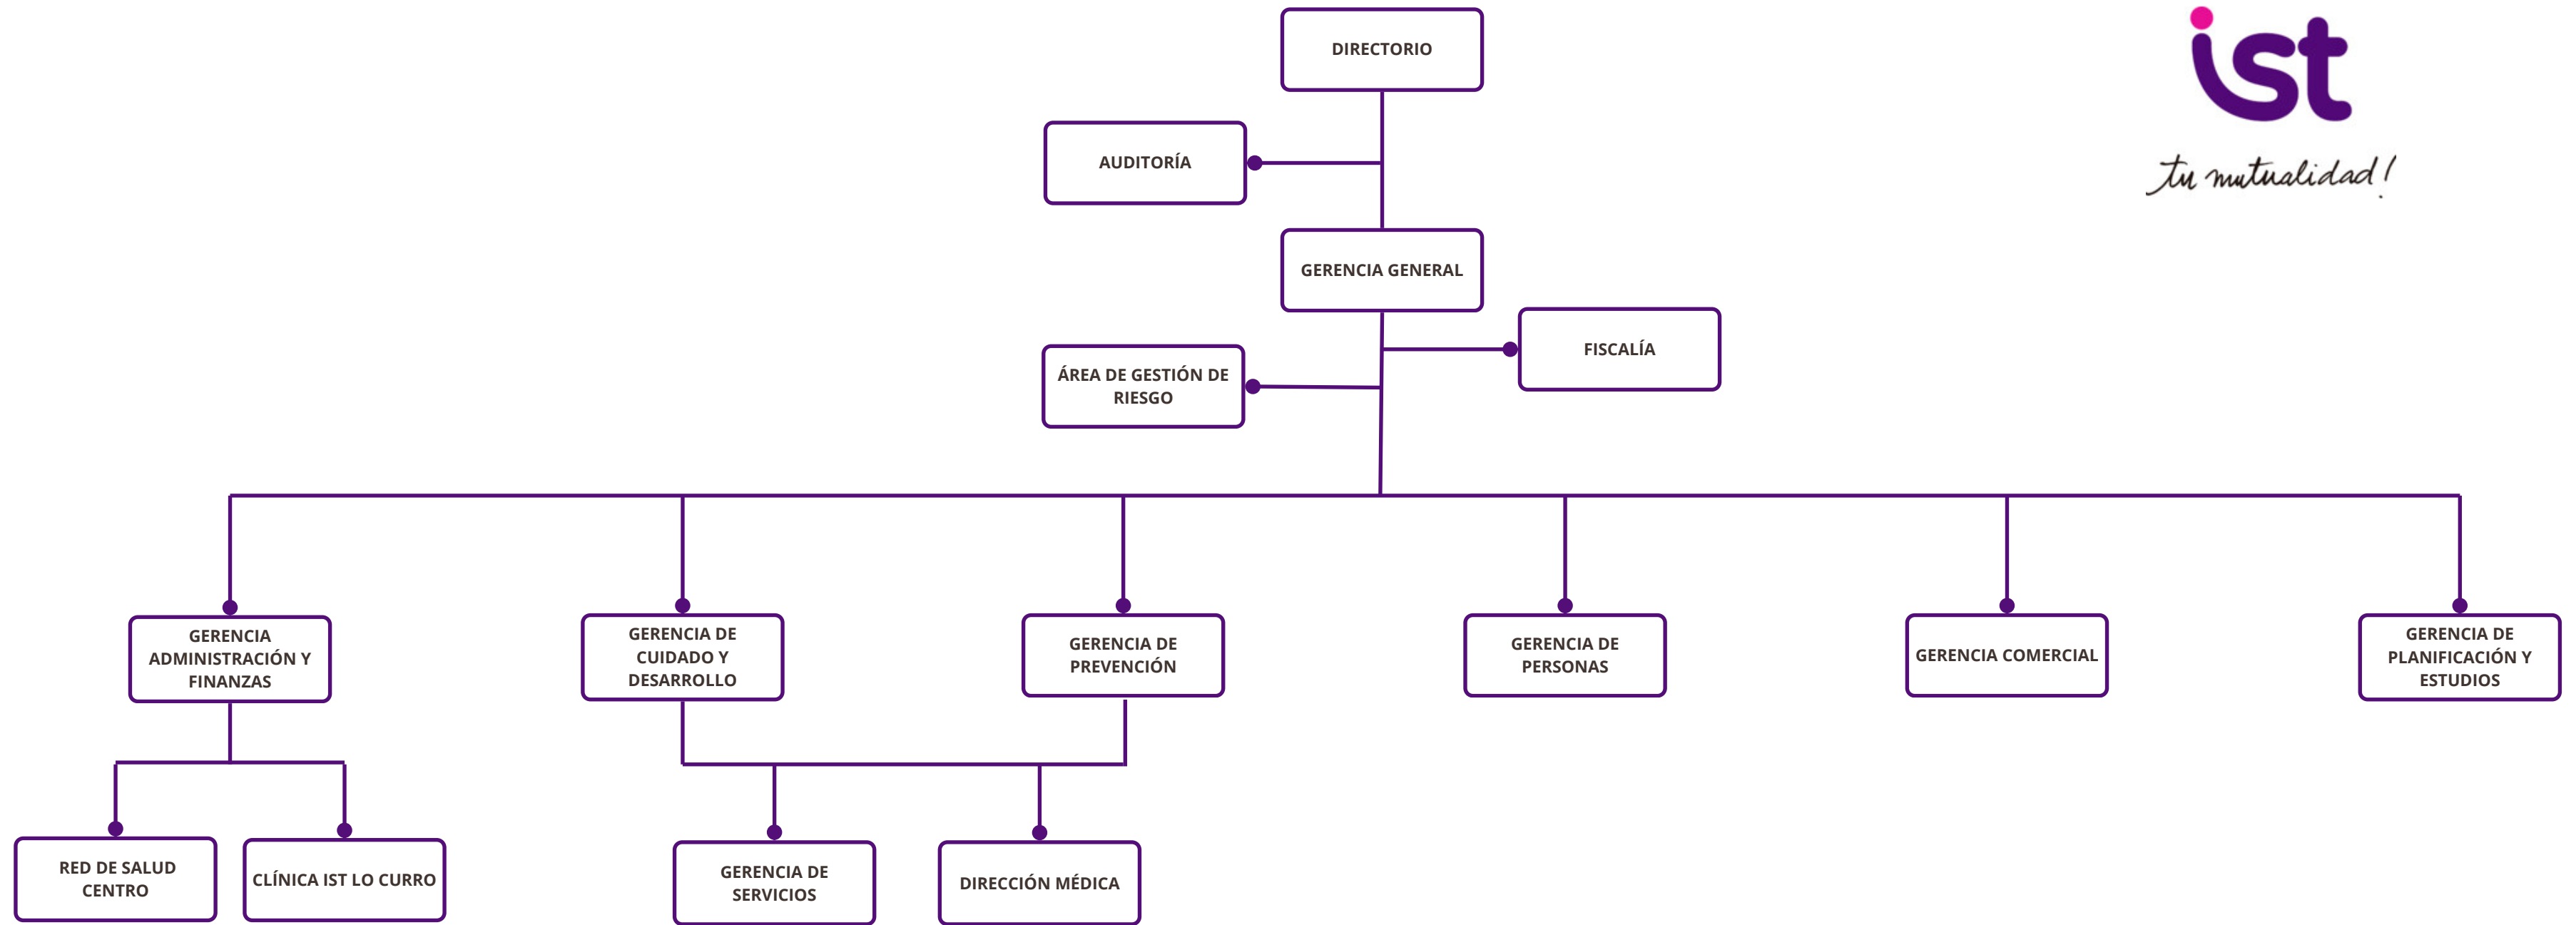 DIRECTORIO
ist
tu mutualidad!
AUDITORÍA
GERENCIA GENERAL
FISCALÍA
ÁREA DE GESTIÓN DE
RIESGO
GERENCIA
ADMINISTRACIÓN Y
FINANZAS
GERENCIA DE
CUIDADO Y
DESARROLLO
GERENCIA DE
PREVENCIÓN
GERENCIA DE
PERSONAS
GERENCIA COMERCIAL
GERENCIA DE
PLANIFICACIÓN Y
ESTUDIOS
RED DE SALUD
CENTRO
CLÍNICA IST LO CURRO
GERENCIA DE
SERVICIOS
DIRECCIÓN MÉDICA